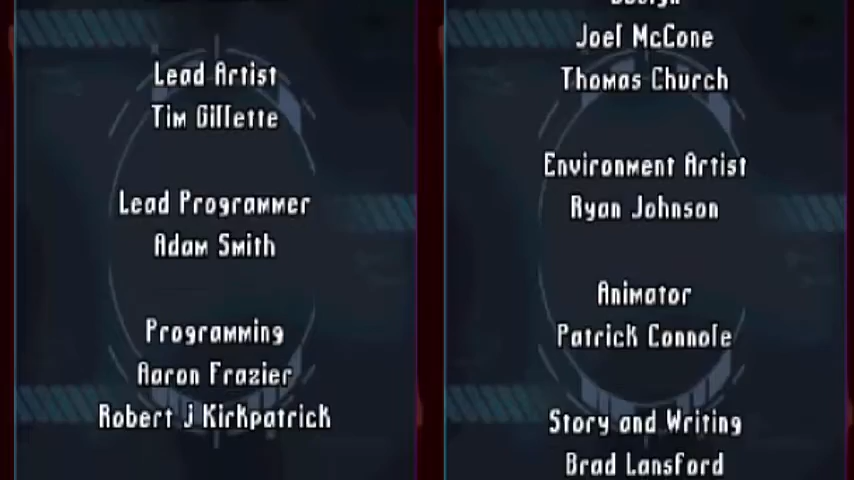 Lead Artist
Tim Gillette
Lead Programmer
Adam Smith
Programming
Aaron Frazier
Robert J Kirkpatrick
Design
Joel McCone
Thomas Church
Environment Artist
Ryan Johnson
Animator
Patrick Connole
Story and Writing
Brad Lansford